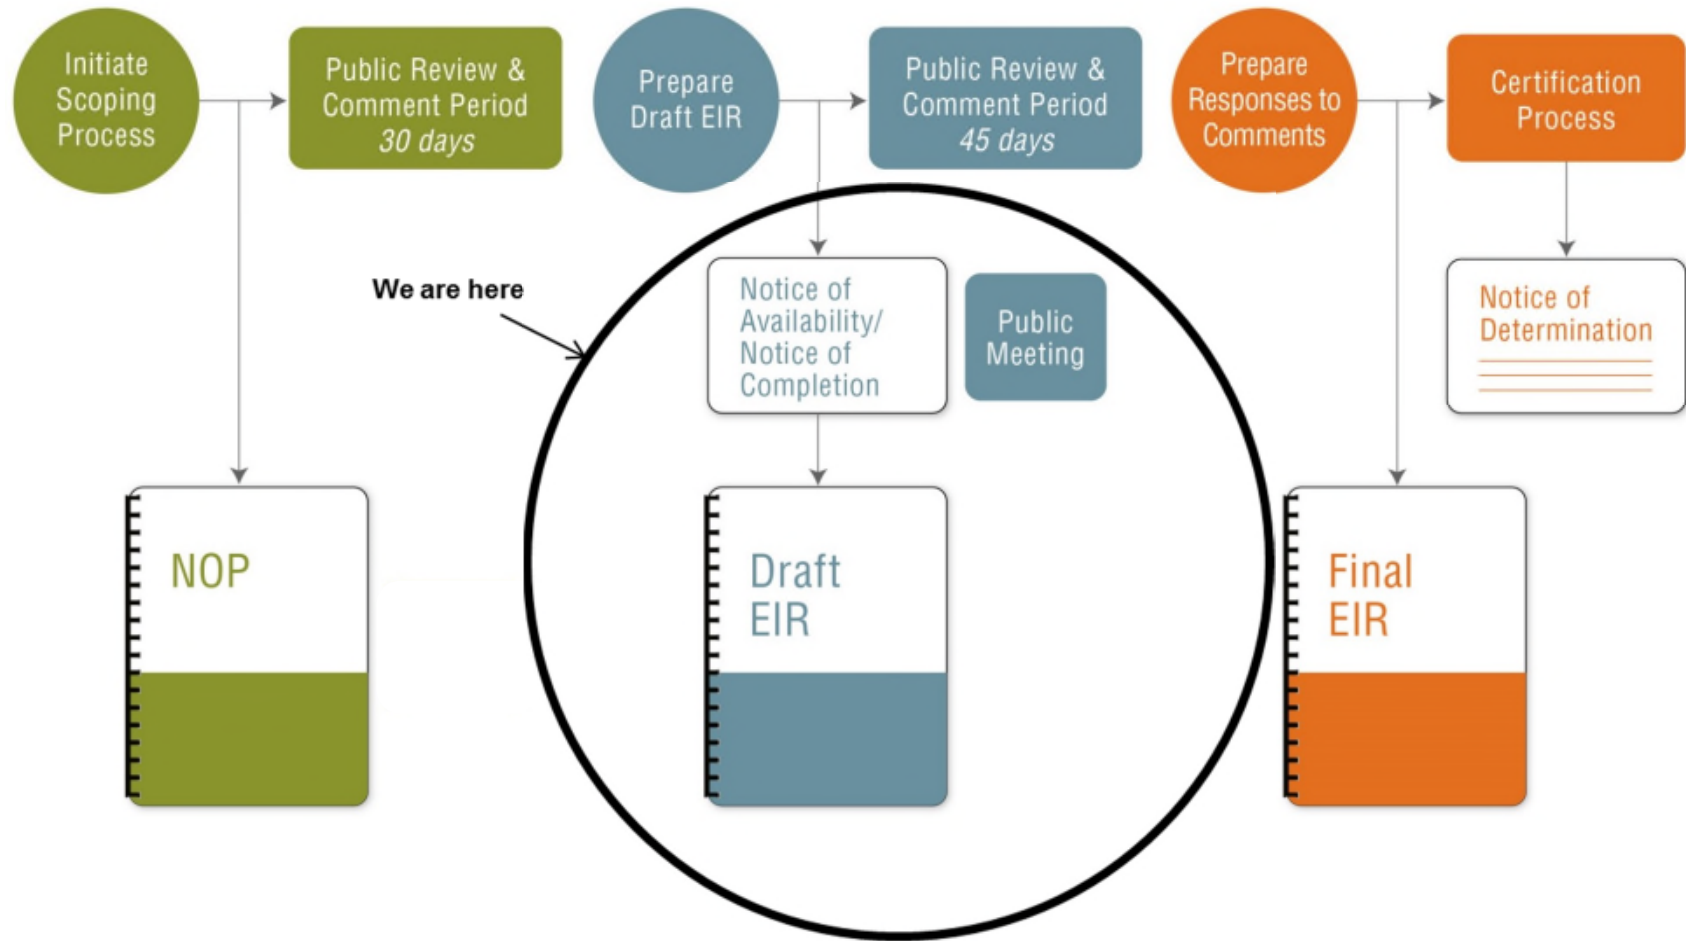 Initiate
Scoping
Process
Public Review &
Comment Period
30 days
Prepare
Draft EIR
Public Review &
Comment Period
45 days
Prepare
Responses to
Comments
Certification
Process
We are here
Notice of
Availability/
Notice of
Completion
Public
Meeting
Notice of
Determination
NOP
Draft
EIR
Final
EIR